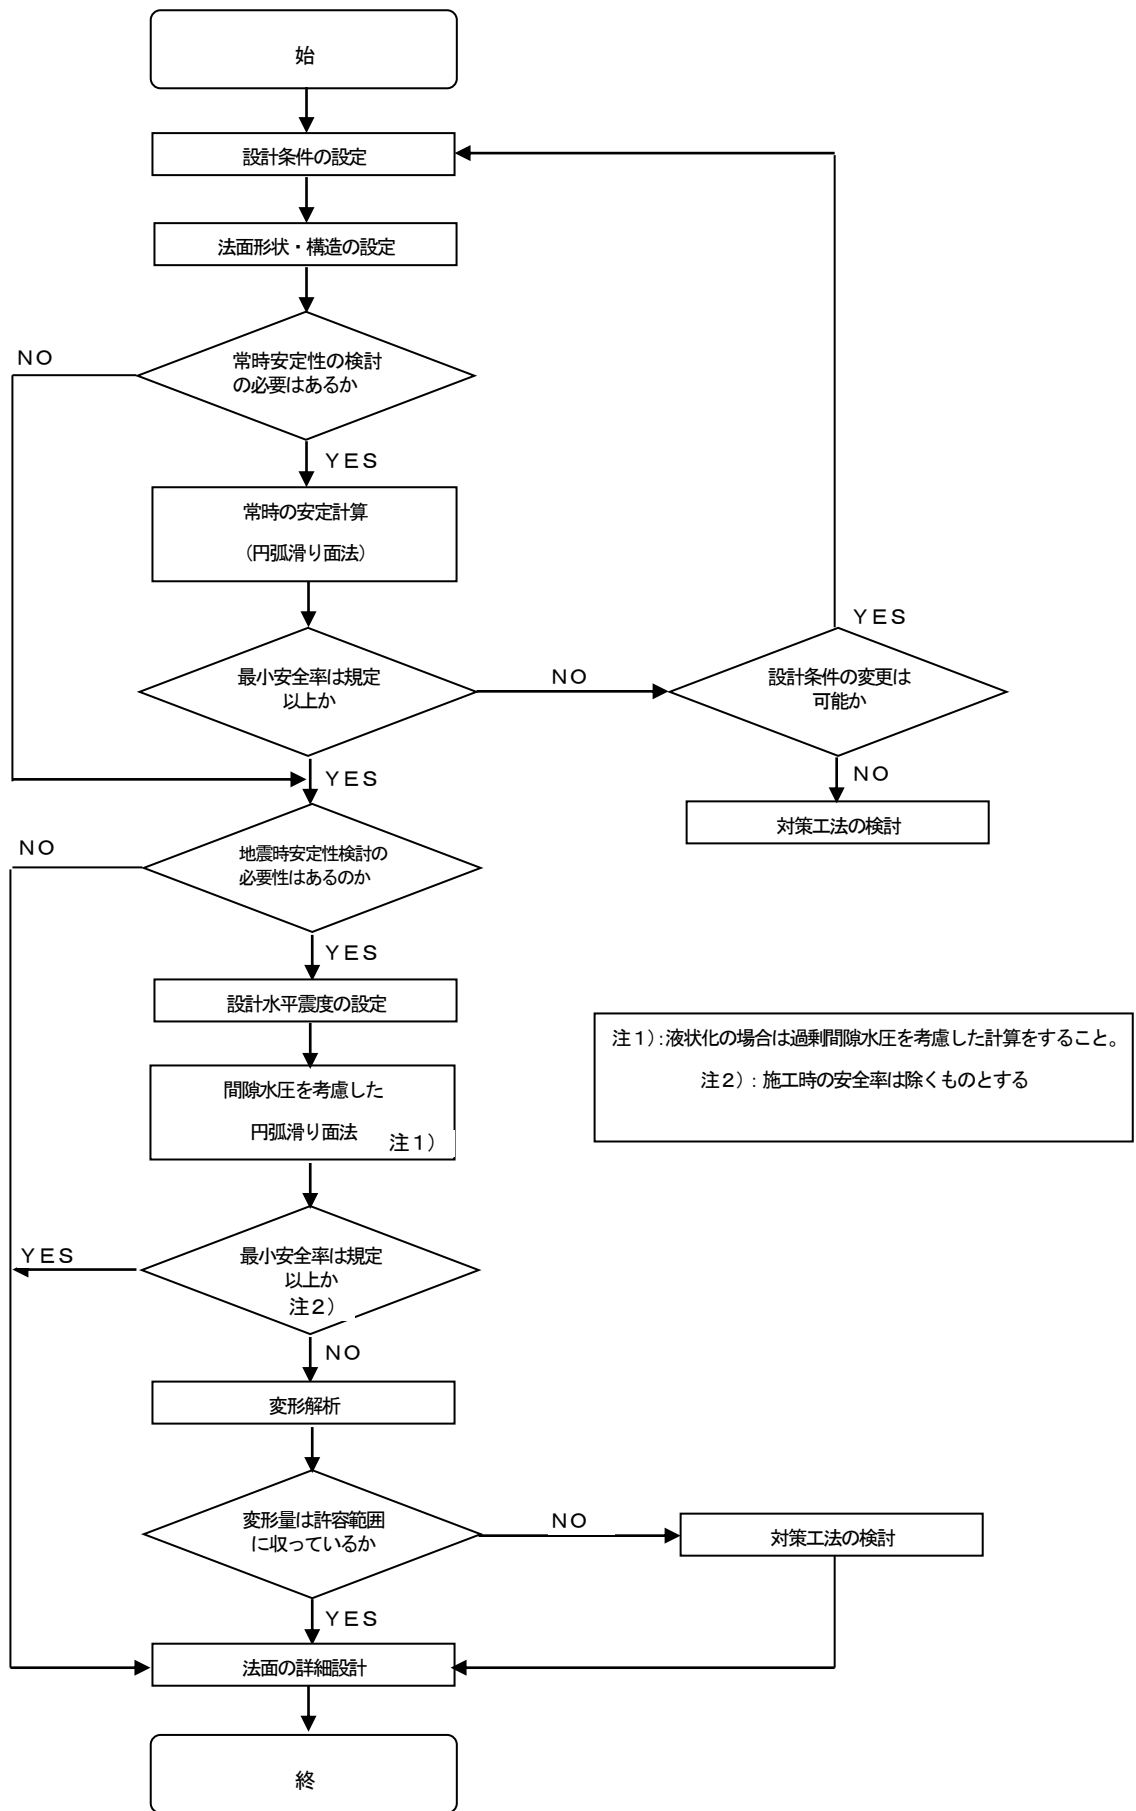 始
設計条件の設定
法面形状・構造の設定
NO
常時安定性の検討
の必要はあるか
YES
常時の安定計算
（円弧滑り面法）
最小安全率は規定
以上か
NO
YES
設計条件の変更は
可能か
YES
NO
対策工法の検討
NO
地震時安定性検討の
必要性はあるのか
YES
設計水平震度の設定
間隙水圧を考慮した
円弧滑り面法
注１）
注１）：液状化の場合は過剰間隙水圧を考慮した計算をすること。
注２）：施工時の安全率は除くものとする
YES
最小安全率は規定
以上か
注２）
NO
変形解析
変形量は許容範囲
に収っているか
NO
対策工法の検討
YES
法面の詳細設計
終